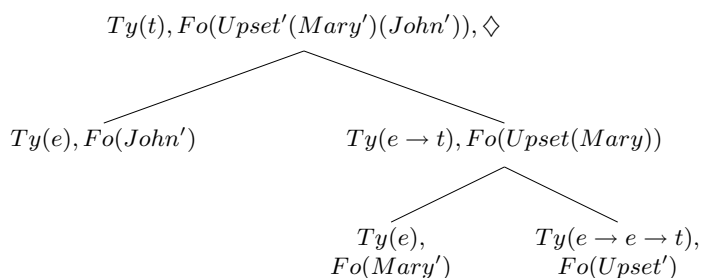 Ty(t), Fo(Upset′(Mary′)(John′)), ♢
Ty(e), Fo(John′) Ty(e → t), Fo(Upset(Mary))
Ty(e), Ty(e → e → t),
Fo(Mary′) Fo(Upset′)